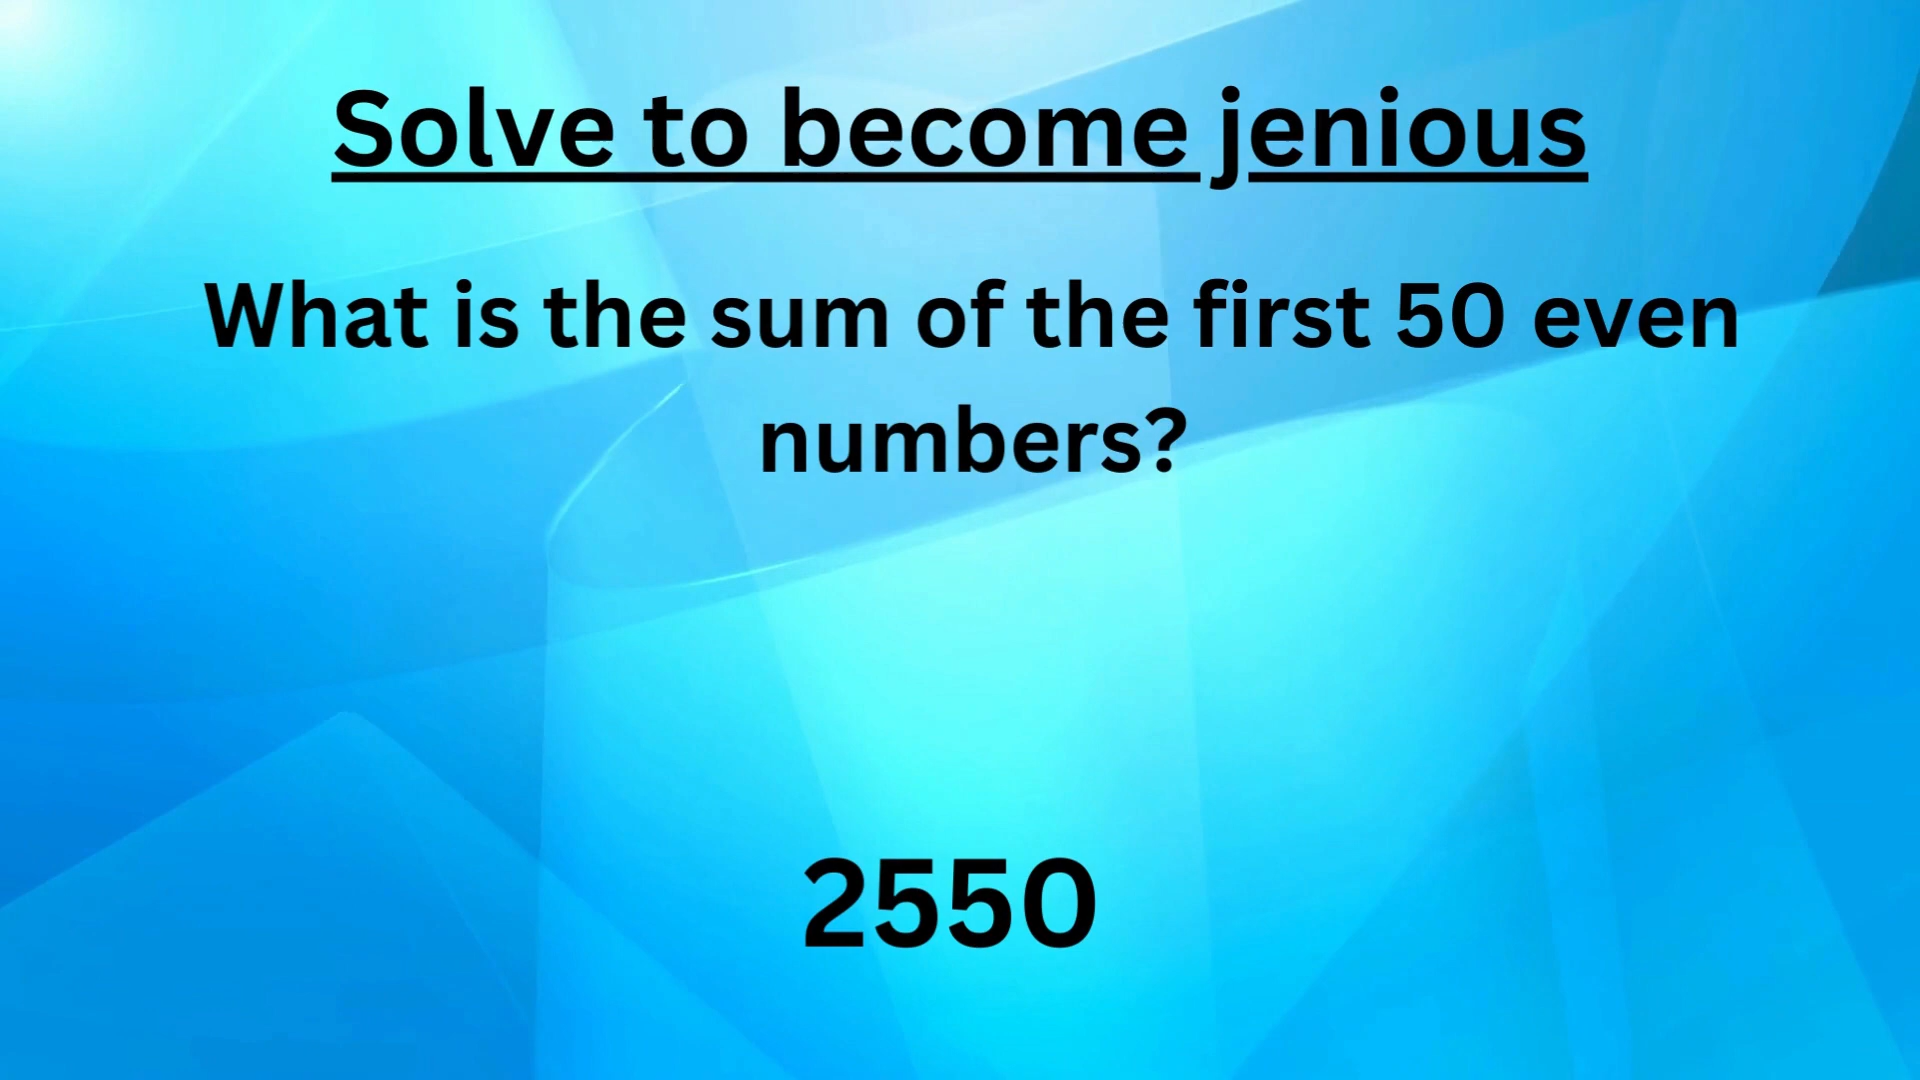 Solve to become jenious
What is the sum of the first 50 even
numbers?
2550